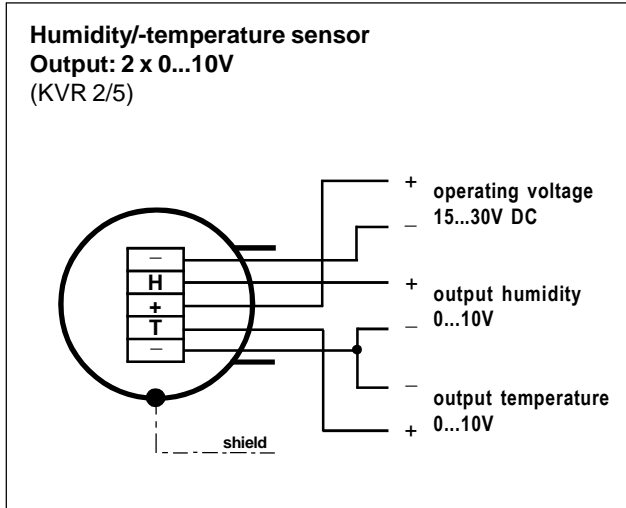 Humidity/-temperature sensor
Output: 2 x 0...10V
(KVR 2/5)
+ operating voltage
– 15...30V DC
–
H
+
T
–
+ output humidity
– 0...10V
– output temperature
+ 0...10V
shield